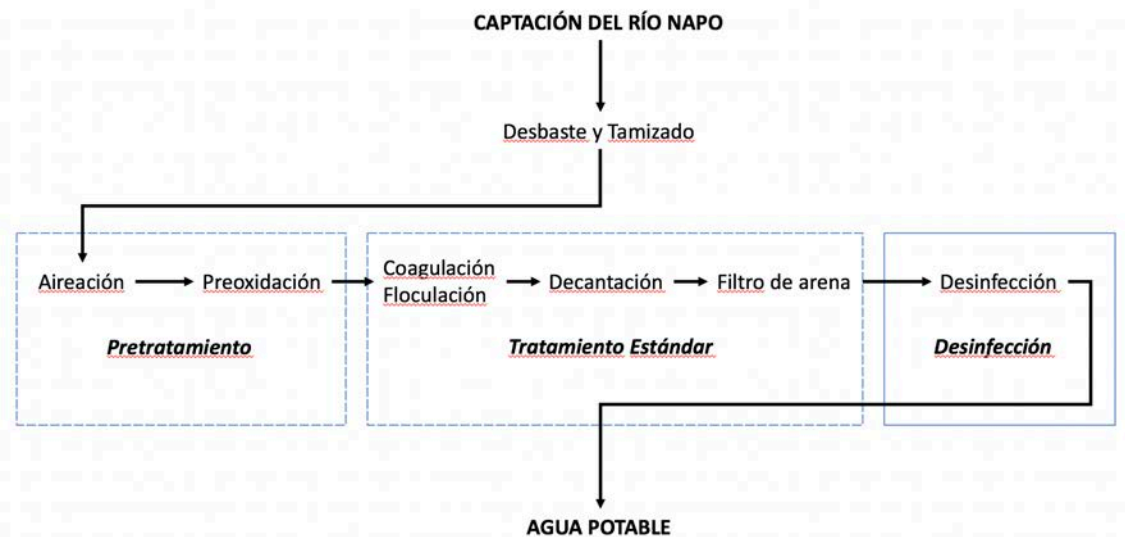 CAPTACIÓN DEL RÍO NAPO
Desbaste y Tamizado
Aireación
Preoxidación
Coagulación
Floculación
Decantación
Filtro de arena
Desinfección
Pretratamiento
Tratamiento Estándar
Desinfección
AGUA POTABLE